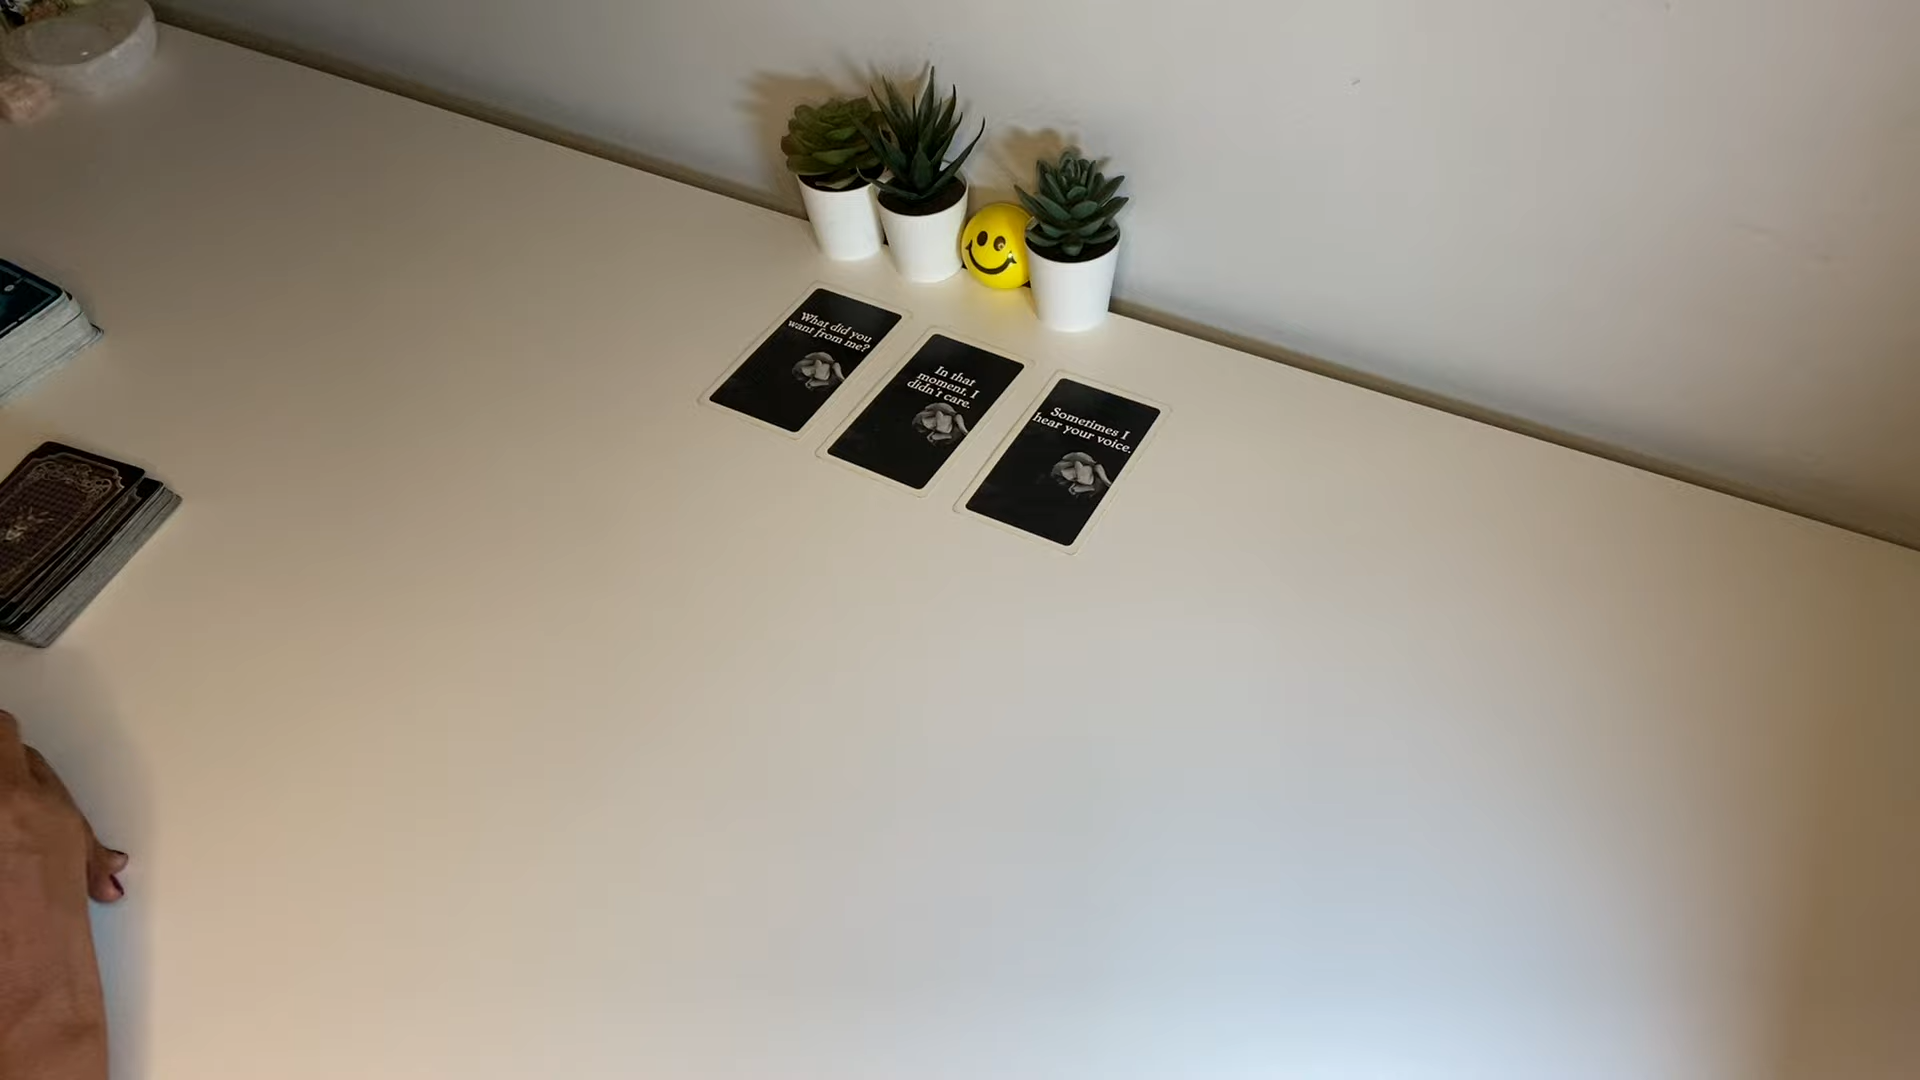 What did you
want from me?
In that
moment, I
didn't care.
Sometimes I
hear your voice.